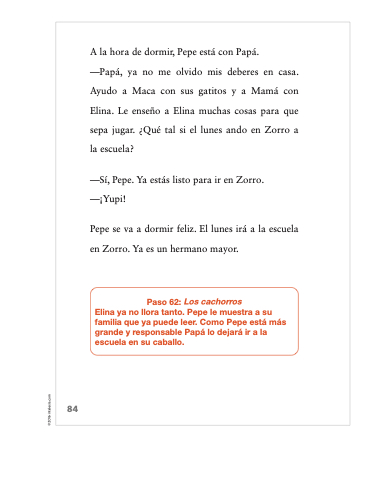 A la hora de dormir, Pepe está con Papá.
—Papá, ya no me olvido mis deberes en casa.
Ayudo a Maca con sus gatitos y a Mamá con
Elina. Le enseño a Elina muchas cosas para que
sepa jugar. ¿Qué tal si el lunes ando en Zorro a
la escuela?
—Sí, Pepe. Ya estás listo para ir en Zorro.
—¡Yupi!
Pepe se va a dormir feliz. El lunes irá a la escuela
en Zorro. Ya es un hermano mayor.
Paso 62: Los cachorros
Elina ya no llora tanto. Pepe le muestra a su
familia que ya puede leer. Como Pepe está más
grande y responsable Papá lo dejará ir a la
escuela en su caballo.
84